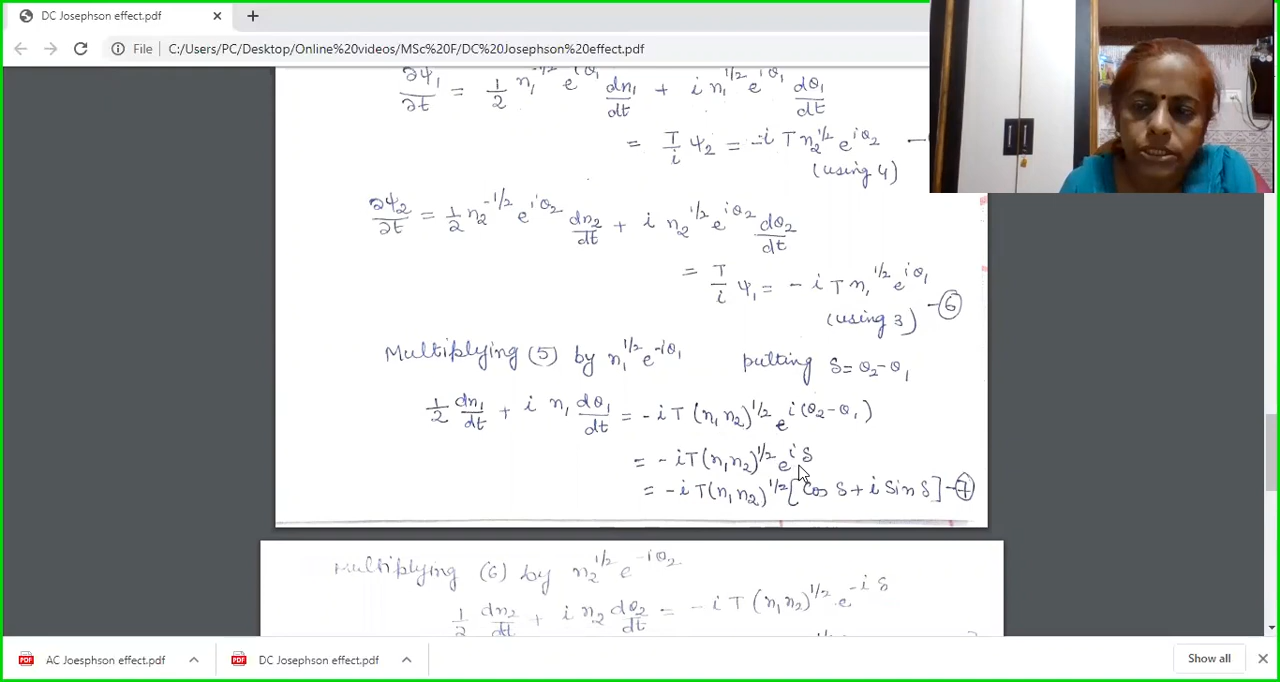 DC Josephson effect.pdf
File C:/Users/PC/Desktop/Online%20videos/MSc%20F/DC%20Josephson%20effect.pdf
∂ψ₁/∂t = 1/2 n₁^-1/2 e^iθ₁ dn₁/dt + i n₁^1/2 e^iθ₁ dθ₁/dt
= T/i ψ₂ = -i T n₂^1/2 e^iθ₂ -
(using 4)
∂ψ₂/∂t = 1/2 n₂^-1/2 e^iθ₂ dn₂/dt + i n₂^1/2 e^iθ₂ dθ₂/dt
= T/i ψ₁ = - i T n₁^1/2 e^iθ₁ -⑥
(using 3)
Multiplying (5) by n₁^1/2 e^-iθ₁ putting δ=θ₂-θ₁
1/2 dn₁/dt + i n₁ dθ₁/dt = -iT(n₁n₂)^1/2 e^i(θ₂-θ₁)
= -iT(n₁n₂)^1/2 e^iδ
= -iT(n₁n₂)^1/2 [Cos δ + i Sin δ] -⑦
Multiplying (6) by n₂^1/2 e^-iθ₂
1/2 dn₂/dt + i n₂ dθ₂/dt = -iT(n₁n₂)^1/2 e^-iδ
AC Joesphson effect.pdf DC Josephson effect.pdf Show all